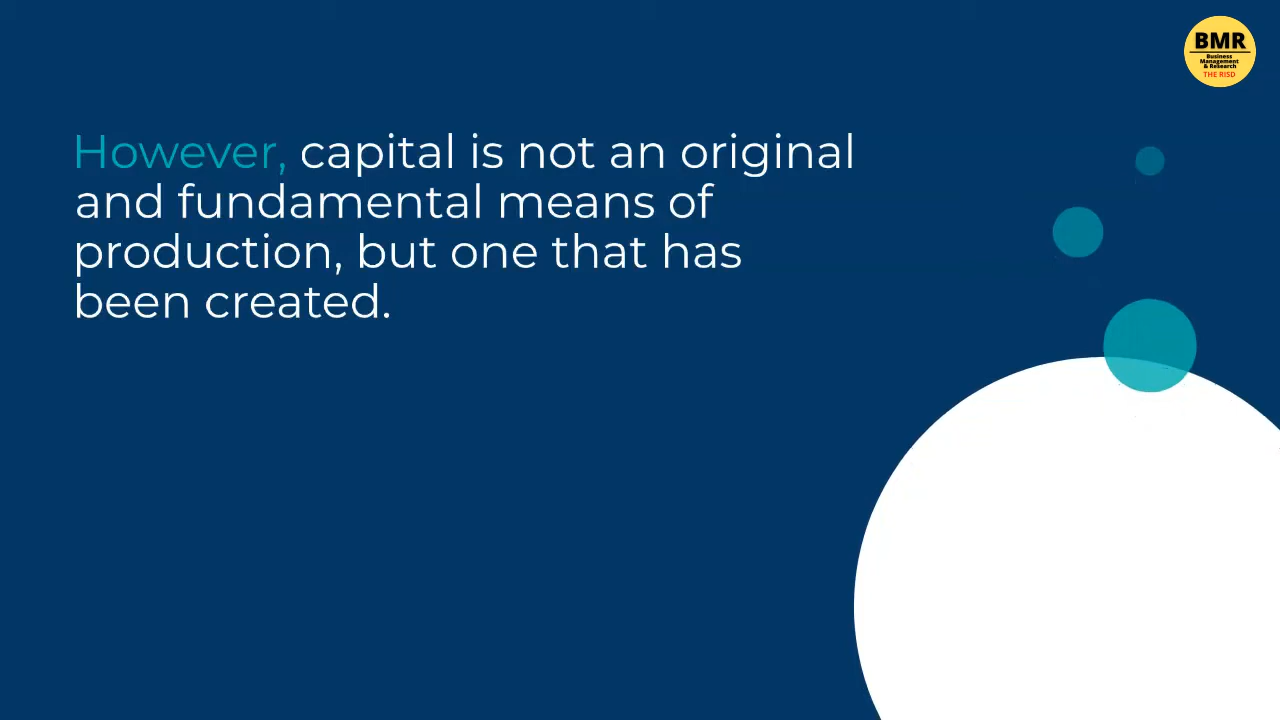 BMR
Business
Management
& Research
THE RISD
However, capital is not an original
and fundamental means of
production, but one that has
been created.